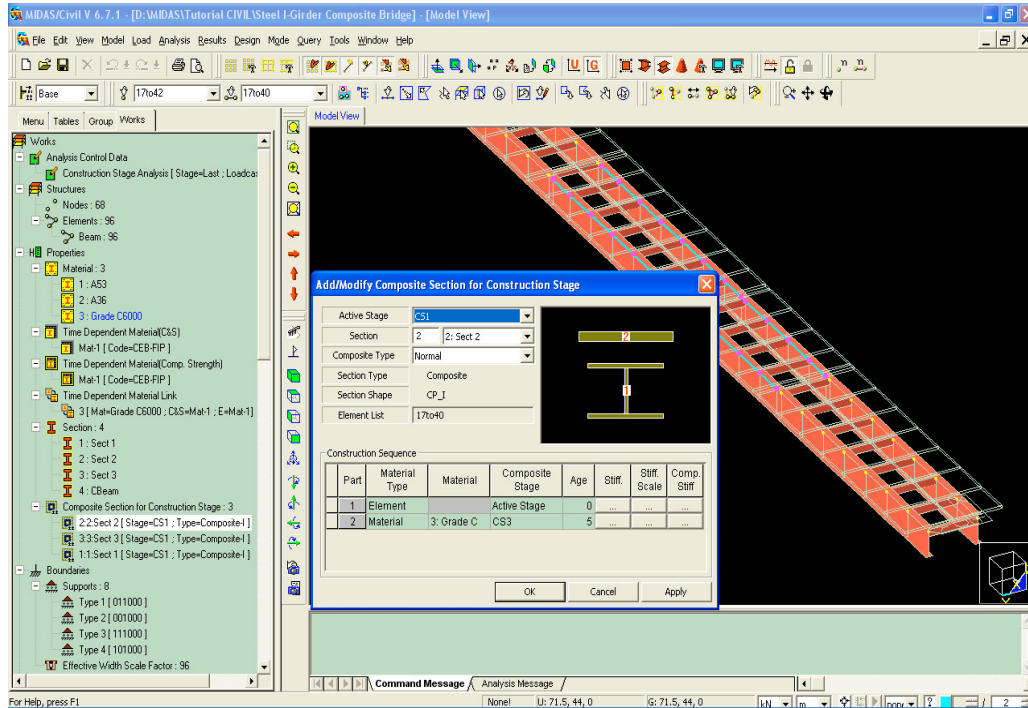 MIDAS/Civil V 6.7.1 - [D:\MIDAS\Tutorial CIVIL\Steel I-Girder Composite Bridge] - [Model View]
File Edit View Model Load Analysis Results Design Mode Query Tools Window Help
Base 17to42 17to40
Menu Tables Group Works
Model View
Works
Analysis Control Data
Construction Stage Analysis [ Stage=Last ; Loadca
Structures
Nodes : 68
Elements : 96
Beam : 96
Properties
Material : 3
1 : A53
2 : A36
3 : Grade C6000
Time Dependent Material(C&S)
Mat-1 [ Code=CEB-FIP ]
Time Dependent Material(Comp. Strength)
Mat-1 [ Code=CEB-FIP ]
Time Dependent Material Link
3 [ Mat=Grade C6000 ; C&S=Mat-1 ; E=Mat-1]
Section : 4
1 : Sect 1
2 : Sect 2
3 : Sect 3
4 : CBeam
Composite Section for Construction Stage : 3
2:2:Sect 2 [ Stage=CS1 ; Type=Composite-I ]
3:3:Sect 3 [ Stage=CS1 ; Type=Composite-I ]
1:1:Sect 1 [ Stage=CS1 ; Type=Composite-I ]
Boundaries
Supports : 8
Type 1 [ 011000 ]
Type 2 [ 001000 ]
Type 3 [ 111000 ]
Type 4 [ 101000 ]
Effective Width Scale Factor : 96
Add/Modify Composite Section for Construction Stage
Active Stage CS1
Section 2 2: Sect 2
Composite Type Normal
Section Type Composite
Section Shape CP_I
Element List 17to40
2
1
Construction Sequence
Part Material Type Material Composite Stage Age Stiff. Stiff. Scale Comp. Stiff
1 Element Active Stage 0 ... ... ...
2 Material 3: Grade C CS3 5 ... ... ...
OK Cancel Apply
Command Message Analysis Message
For Help, press F1 None! U: 71.5, 44, 0 G: 71.5, 44, 0 kN m ? / 2